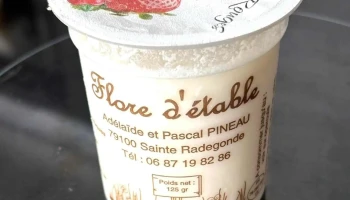 Rouge
Flore d'étable
Adélaïde et Pascal PINEAU
79100 Sainte Radegonde
Tél : 06 87 19 82 86
Poids net :
125 gr